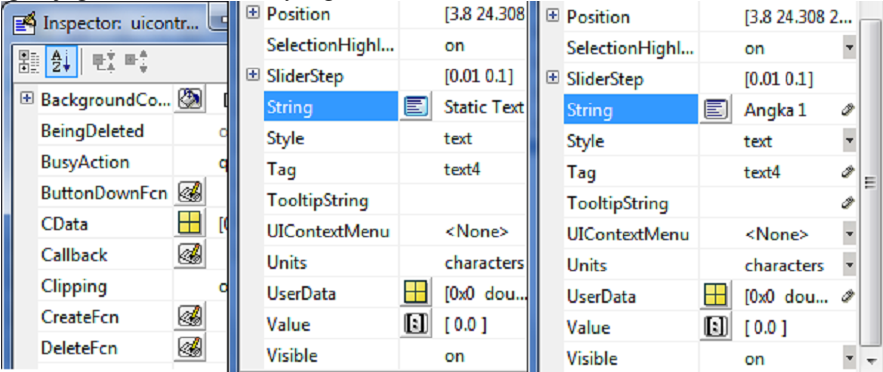 Inspector: uicontr...
BackgroundCo...
BeingDeleted
BusyAction
ButtonDownFcn
CData
Callback
Clipping
CreateFcn
DeleteFcn
Position [3.8 24.308
SelectionHighl... on
SliderStep [0.01 0.1]
String Static Text
Style text
Tag text4
TooltipString
UIContextMenu <None>
Units characters
UserData [0x0 dou...
Value [ 0.0 ]
Visible on
Position [3.8 24.308 2...
SelectionHighl... on
SliderStep [0.01 0.1]
String Angka 1
Style text
Tag text4
TooltipString
UIContextMenu <None>
Units characters
UserData [0x0 dou...
Value [ 0.0 ]
Visible on